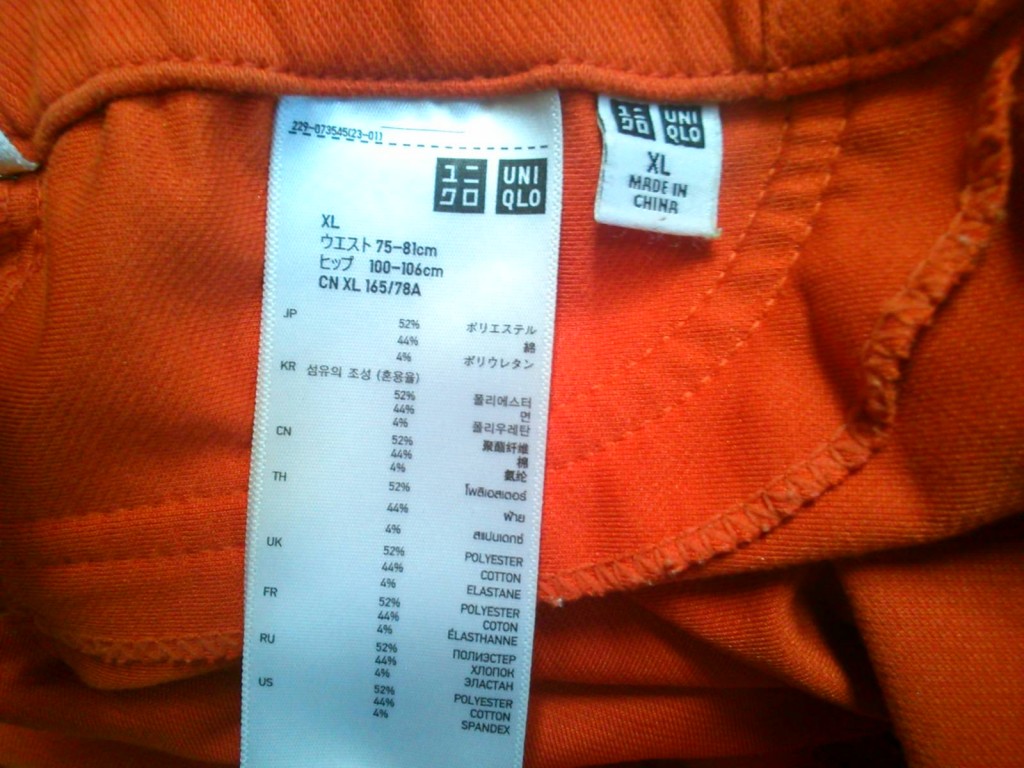 229-073545(23-01)
ユニ UNI
クロ QLO
XL
ウエスト 75-81cm
ヒップ 100-106cm
CN XL 165/78A
JP 52% ポリエステル
44% 綿
4% ポリウレタン
KR 섬유의 조성 (혼용율)
52% 폴리에스터
44% 면
4% 폴리우레탄
CN 52% 聚酯纤维
44% 棉
4% 氨纶
TH 52% โพลิเอสเตอร์
44% ฝ้าย
4% สแปนเดกซ์
UK 52% POLYESTER
44% COTTON
4% ELASTANE
FR 52% POLYESTER
44% COTON
4% ÉLASTHANNE
RU 52% ПОЛИЭСТЕР
44% ХЛОПОК
4% ЭЛАСТАН
US 52% POLYESTER
44% COTTON
4% SPANDEX
ユニ UNI
クロ QLO
XL
MADE IN
CHINA